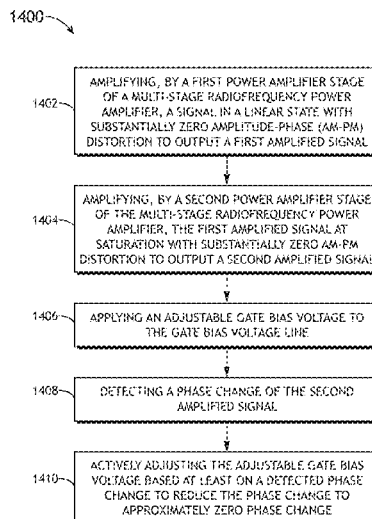 1400
1402
AMPLIFYING, BY A FIRST POWER AMPLIFIER STAGE
OF A MULTI-STAGE RADIOFREQUENCY POWER
AMPLIFIER, A SIGNAL IN A LINEAR STATE WITH
SUBSTANTIALLY ZERO AMPLITUDE-PHASE (AM-PM)
DISTORTION TO OUTPUT A FIRST AMPLIFIED SIGNAL
1404
AMPLIFYING, BY A SECOND POWER AMPLIFIER STAGE
OF THE MULTI-STAGE RADIOFREQUENCY POWER
AMPLIFIER, THE FIRST AMPLIFIED SIGNAL AT
SATURATION WITH SUBSTANTIALLY ZERO AM-PM
DISTORTION TO OUTPUT A SECOND AMPLIFIED SIGNAL
1406
APPLYING AN ADJUSTABLE GATE BIAS VOLTAGE TO
THE GATE BIAS VOLTAGE LINE
1408
DETECTING A PHASE CHANGE OF THE SECOND
AMPLIFIED SIGNAL
1410
ACTIVELY ADJUSTING THE ADJUSTABLE GATE BIAS
VOLTAGE BASED AT LEAST ON A DETECTED PHASE
CHANGE TO REDUCE THE PHASE CHANGE TO
APPROXIMATELY ZERO PHASE CHANGE